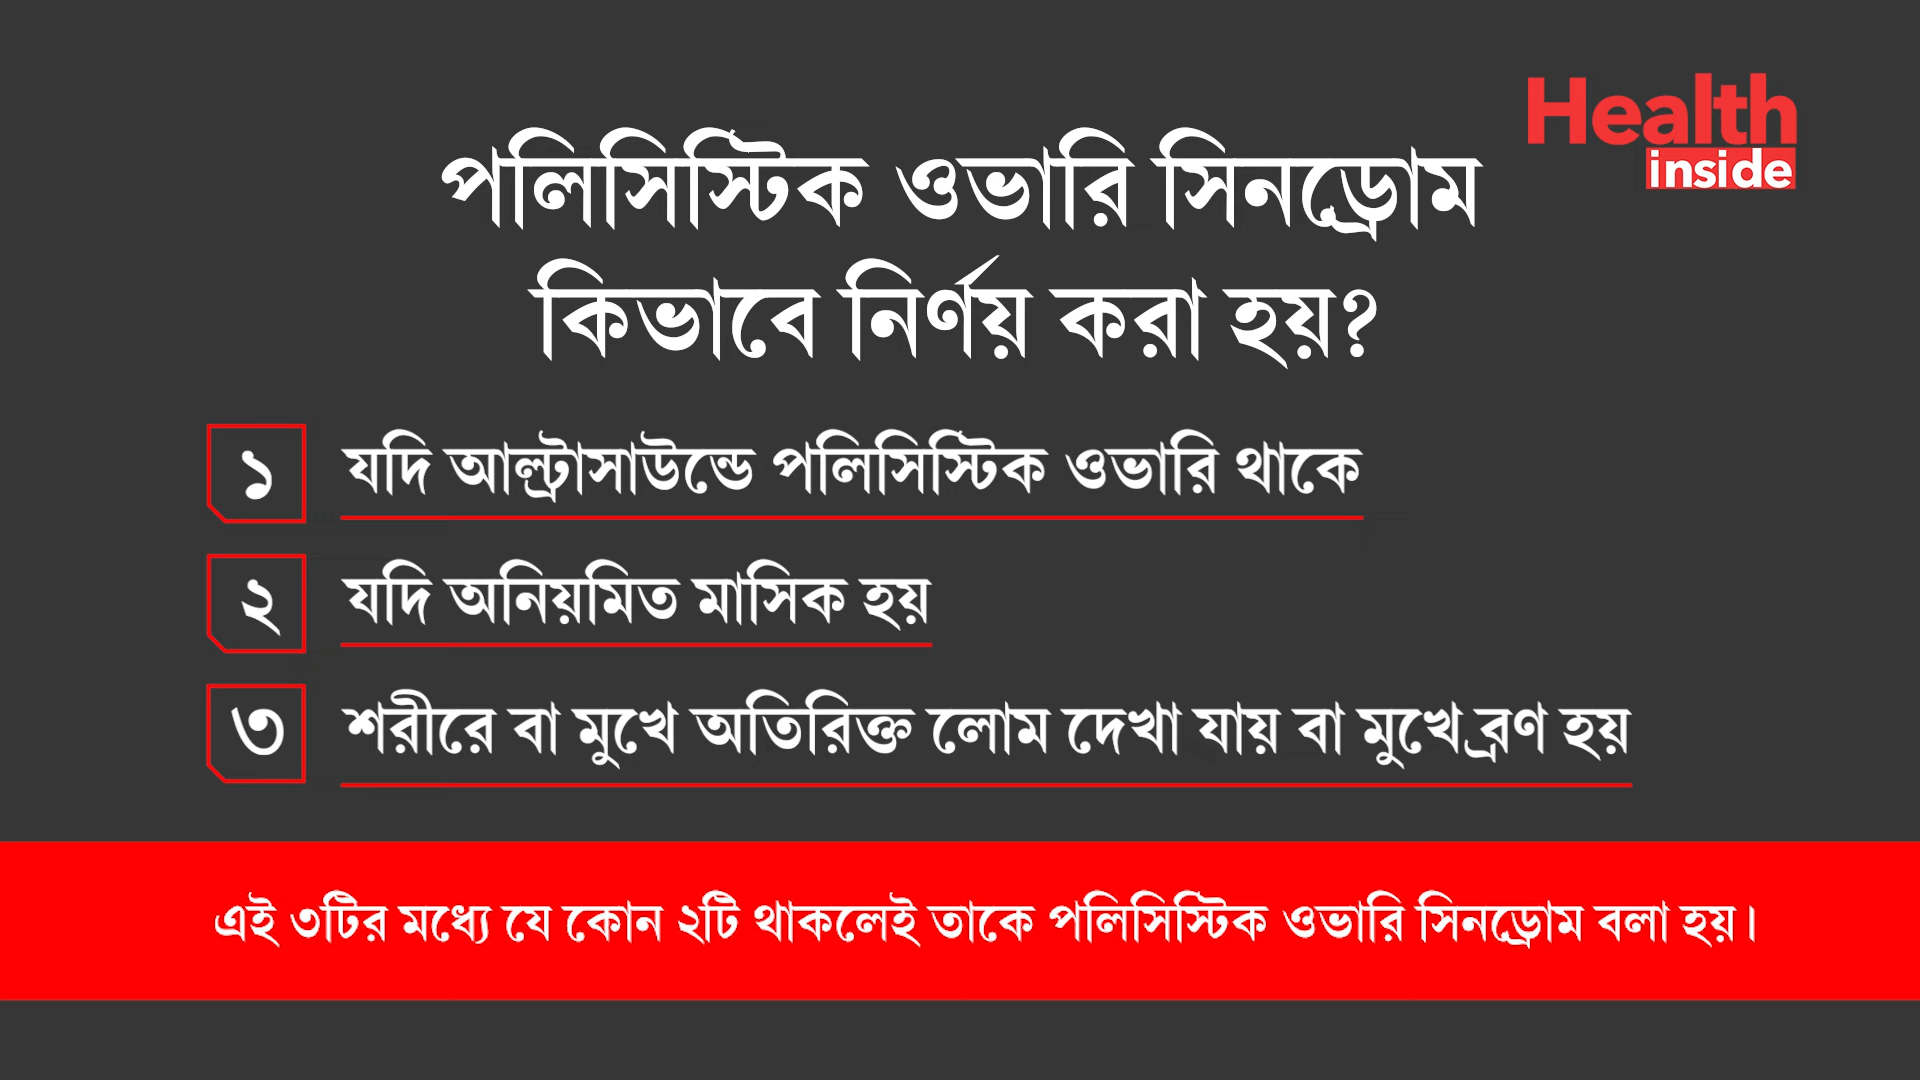 Health
inside
পলিসিস্টিক ওভারি সিনড্রোম
কিভাবে নির্ণয় করা হয়?
১ যদি আল্ট্রাসাউন্ডে পলিসিস্টিক ওভারি থাকে
২ যদি অনিয়মিত মাসিক হয়
৩ শরীরে বা মুখে অতিরিক্ত লোম দেখা যায় বা মুখে ব্রণ হয়
এই ৩টির মধ্যে যে কোন ২টি থাকলেই তাকে পলিসিস্টিক ওভারি সিনড্রোম বলা হয়।